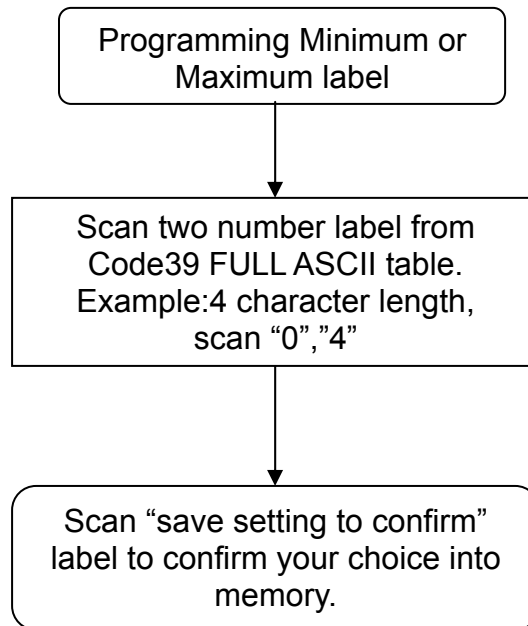 Programming Minimum or
Maximum label
Scan two number label from
Code39 FULL ASCII table.
Example:4 character length,
scan “0”,”4”
Scan “save setting to confirm”
label to confirm your choice into
memory.